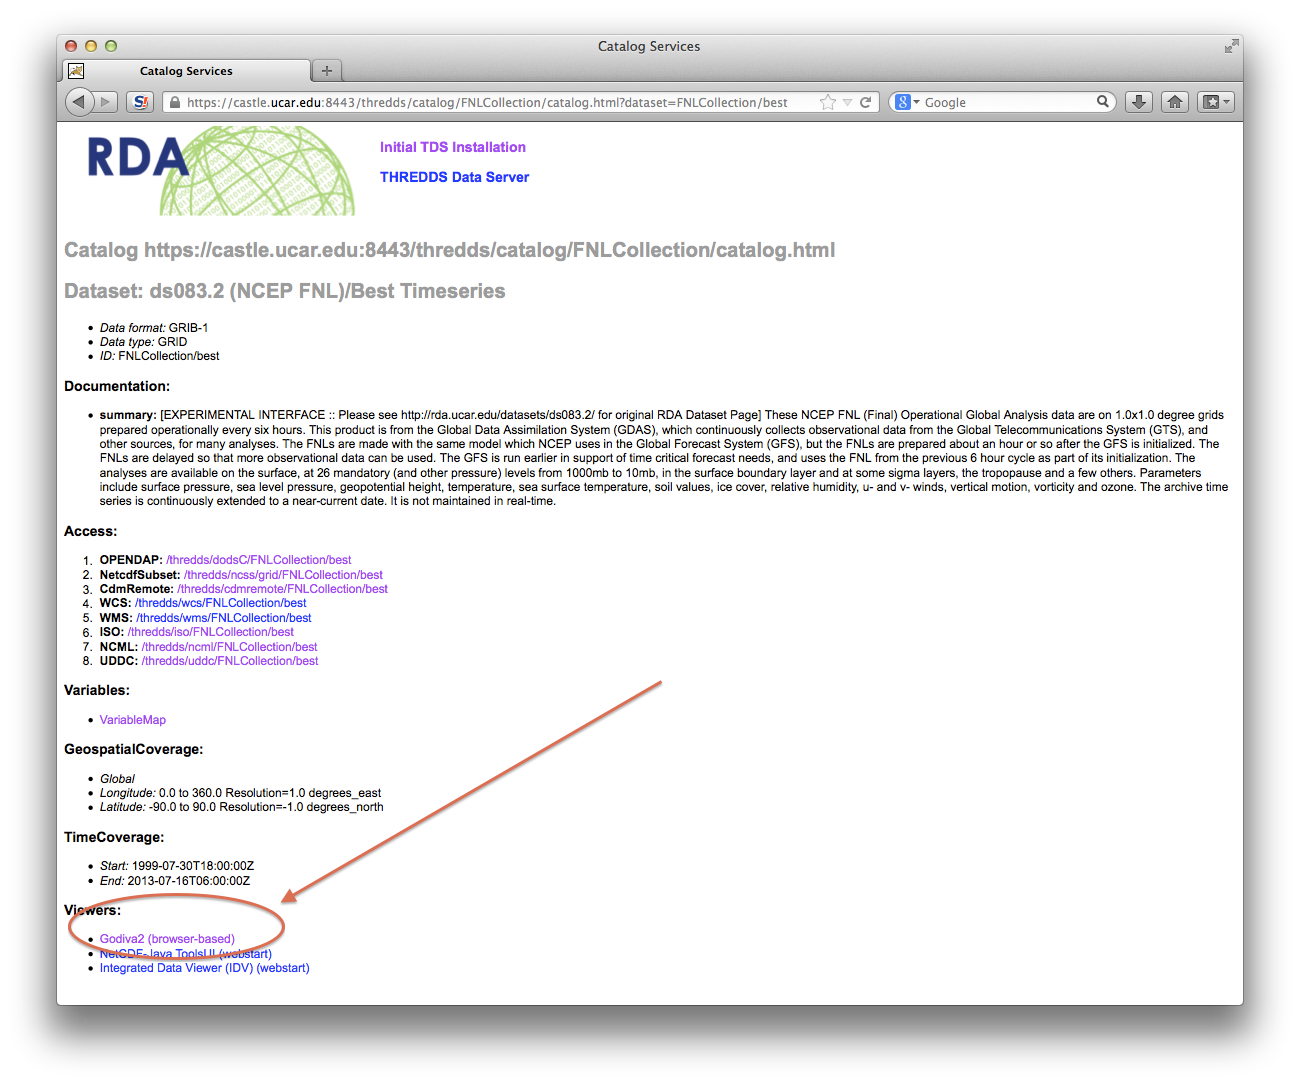 Catalog Services
Catalog Services
https://castle.ucar.edu:8443/thredds/catalog/FNLCollection/catalog.html?dataset=FNLCollection/best
Google
RDA
Initial TDS Installation
THREDDS Data Server
Catalog https://castle.ucar.edu:8443/thredds/catalog/FNLCollection/catalog.html
Dataset: ds083.2 (NCEP FNL)/Best Timeseries
• Data format: GRIB-1
• Data type: GRID
• ID: FNLCollection/best
Documentation:
• summary: [EXPERIMENTAL INTERFACE :: Please see http://rda.ucar.edu/datasets/ds083.2/ for original RDA Dataset Page] These NCEP FNL (Final) Operational Global Analysis data are on 1.0x1.0 degree grids
prepared operationally every six hours. This product is from the Global Data Assimilation System (GDAS), which continuously collects observational data from the Global Telecommunications System (GTS), and
other sources, for many analyses. The FNLs are made with the same model which NCEP uses in the Global Forecast System (GFS), but the FNLs are prepared about an hour or so after the GFS is initialized. The
FNLs are delayed so that more observational data can be used. The GFS is run earlier in support of time critical forecast needs, and uses the FNL from the previous 6 hour cycle as part of its initialization. The
analyses are available on the surface, at 26 mandatory (and other pressure) levels from 1000mb to 10mb, in the surface boundary layer and at some sigma layers, the tropopause and a few others. Parameters
include surface pressure, sea level pressure, geopotential height, temperature, sea surface temperature, soil values, ice cover, relative humidity, u- and v- winds, vertical motion, vorticity and ozone. The archive time
series is continuously extended to a near-current date. It is not maintained in real-time.
Access:
1. OPENDAP: /thredds/dodsC/FNLCollection/best
2. NetcdfSubset: /thredds/ncss/grid/FNLCollection/best
3. CdmRemote: /thredds/cdmremote/FNLCollection/best
4. WCS: /thredds/wcs/FNLCollection/best
5. WMS: /thredds/wms/FNLCollection/best
6. ISO: /thredds/iso/FNLCollection/best
7. NCML: /thredds/ncml/FNLCollection/best
8. UDDC: /thredds/uddc/FNLCollection/best
Variables:
• VariableMap
GeospatialCoverage:
• Global
• Longitude: 0.0 to 360.0 Resolution=1.0 degrees_east
• Latitude: -90.0 to 90.0 Resolution=-1.0 degrees_north
TimeCoverage:
• Start: 1999-07-30T18:00:00Z
• End: 2013-07-16T06:00:00Z
Viewers:
• Godiva2 (browser-based)
• NetCDF-Java ToolsUI (webstart)
• Integrated Data Viewer (IDV) (webstart)